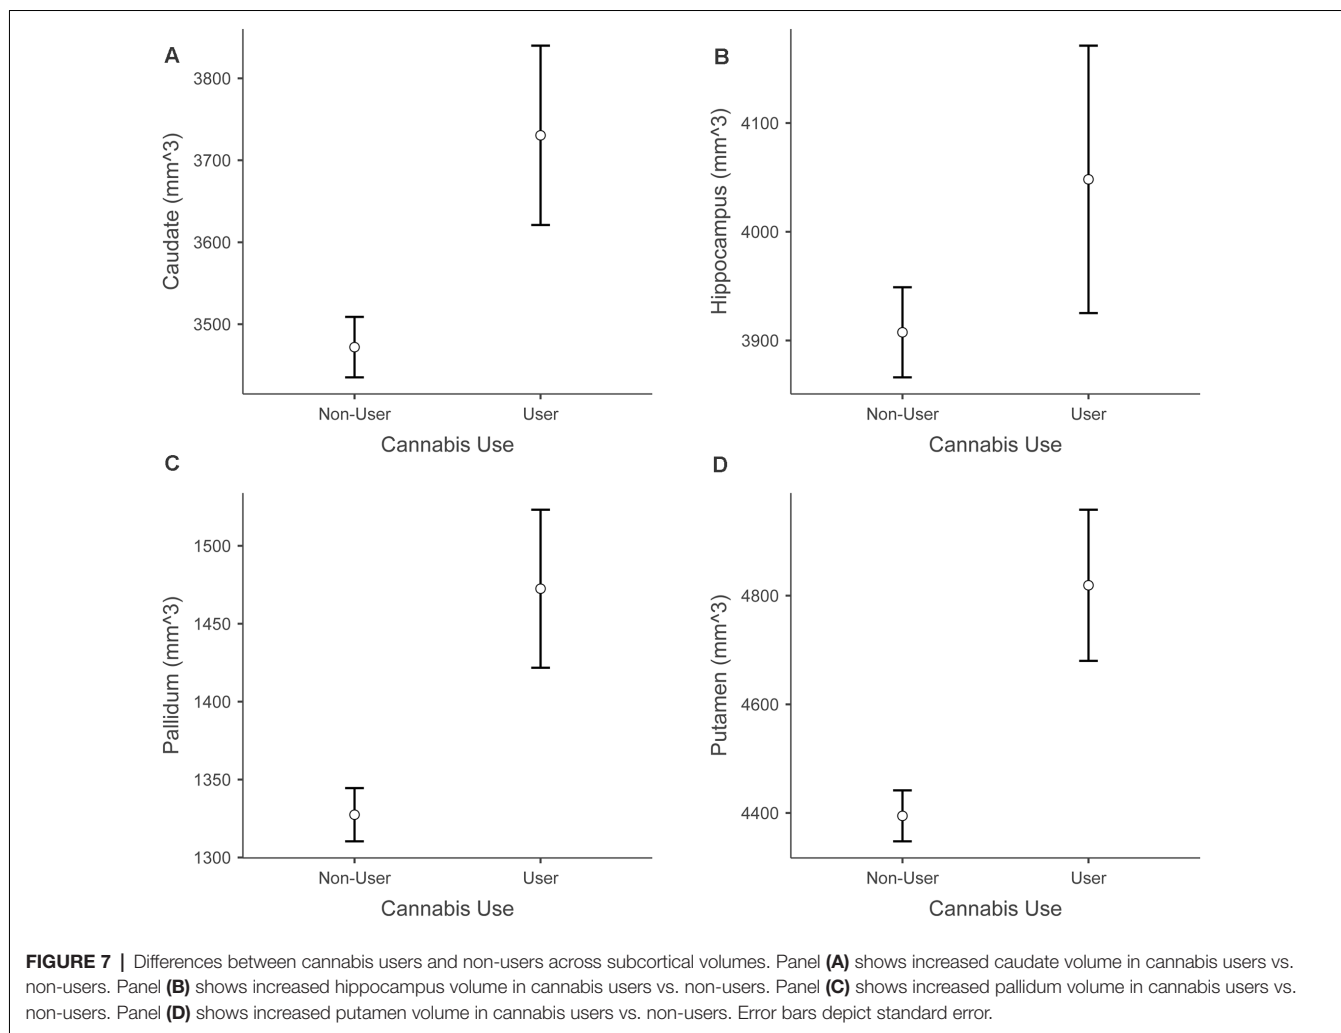 A
Caudate (mm^3)
3800
3700
3600
3500
Non-User
User
Cannabis Use
B
Hippocampus (mm^3)
4100
4000
3900
Non-User
User
Cannabis Use
C
Pallidum (mm^3)
1500
1450
1400
1350
1300
Non-User
User
Cannabis Use
D
Putamen (mm^3)
4800
4600
4400
Non-User
User
Cannabis Use
FIGURE 7 | Differences between cannabis users and non-users across subcortical volumes. Panel (A) shows increased caudate volume in cannabis users vs.
non-users. Panel (B) shows increased hippocampus volume in cannabis users vs. non-users. Panel (C) shows increased pallidum volume in cannabis users vs.
non-users. Panel (D) shows increased putamen volume in cannabis users vs. non-users. Error bars depict standard error.